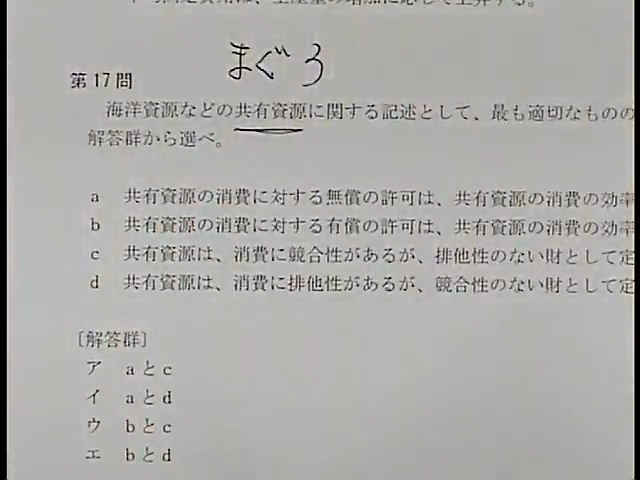 まぐろ
第17問
海洋資源などの共有資源に関する記述として、最も適切なものの
解答群から選べ。
a 共有資源の消費に対する無償の許可は、共有資源の消費の効率
b 共有資源の消費に対する有償の許可は、共有資源の消費の効率
c 共有資源は、消費に競合性があるが、排他性のない財として定
d 共有資源は、消費に排他性があるが、競合性のない財として定
〔解答群〕
ア aとc
イ aとd
ウ bとc
エ bとd